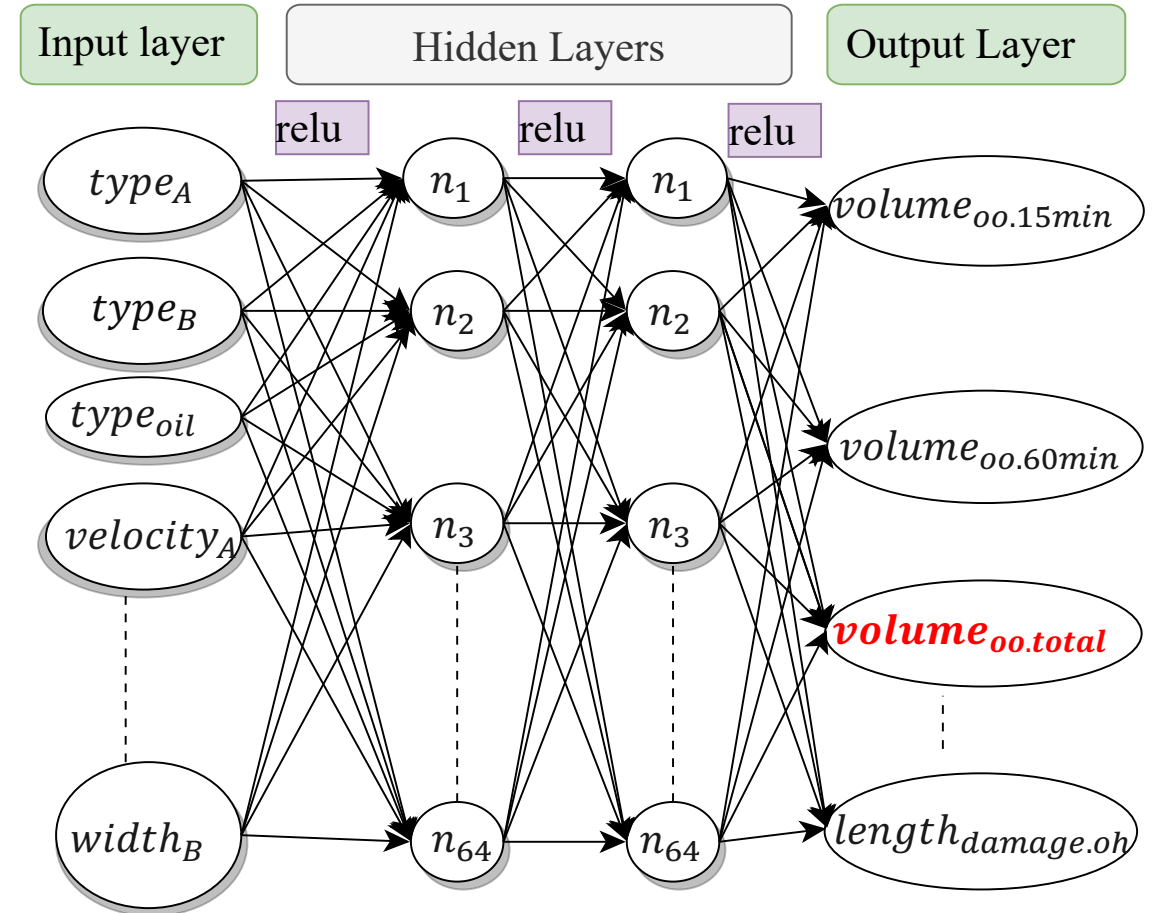 Input layer
Hidden Layers
Output Layer
relu
relu
relu
type_A
n_1
n_1
volume_oo.15min
type_B
n_2
n_2
type_oil
volume_oo.60min
velocity_A
n_3
n_3
volume_oo.total
width_B
n_64
n_64
length_damage.oh